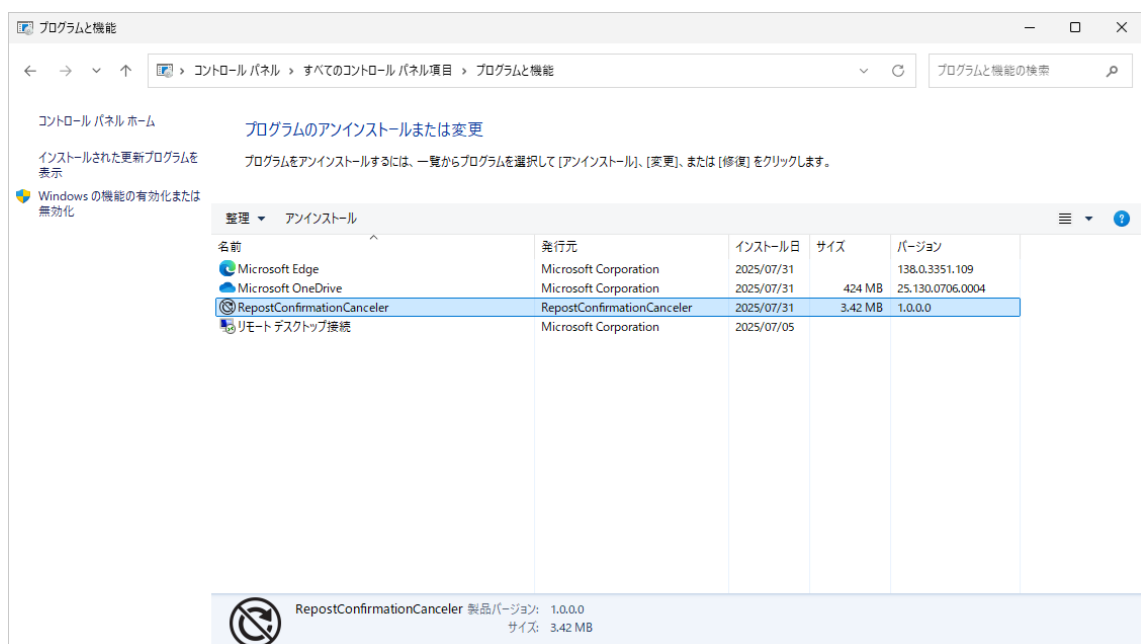 プログラムと機能
コントロール パネル › すべてのコントロール パネル項目 › プログラムと機能
プログラムと機能の検索
コントロール パネル ホーム
インストールされた更新プログラムを
表示
Windows の機能の有効化または
無効化
プログラムのアンインストールまたは変更
プログラムをアンインストールするには、一覧からプログラムを選択して [アンインストール]、[変更]、または [修復] をクリックします。
整理 アンインストール
名前 発行元 インストール日 サイズ バージョン
Microsoft Edge Microsoft Corporation 2025/07/31 138.0.3351.109
Microsoft OneDrive Microsoft Corporation 2025/07/31 424 MB 25.130.0706.0004
RepostConfirmationCanceler RepostConfirmationCanceler 2025/07/31 3.42 MB 1.0.0.0
リモート デスクトップ接続 Microsoft Corporation 2025/07/05
RepostConfirmationCanceler 製品バージョン: 1.0.0.0
サイズ: 3.42 MB